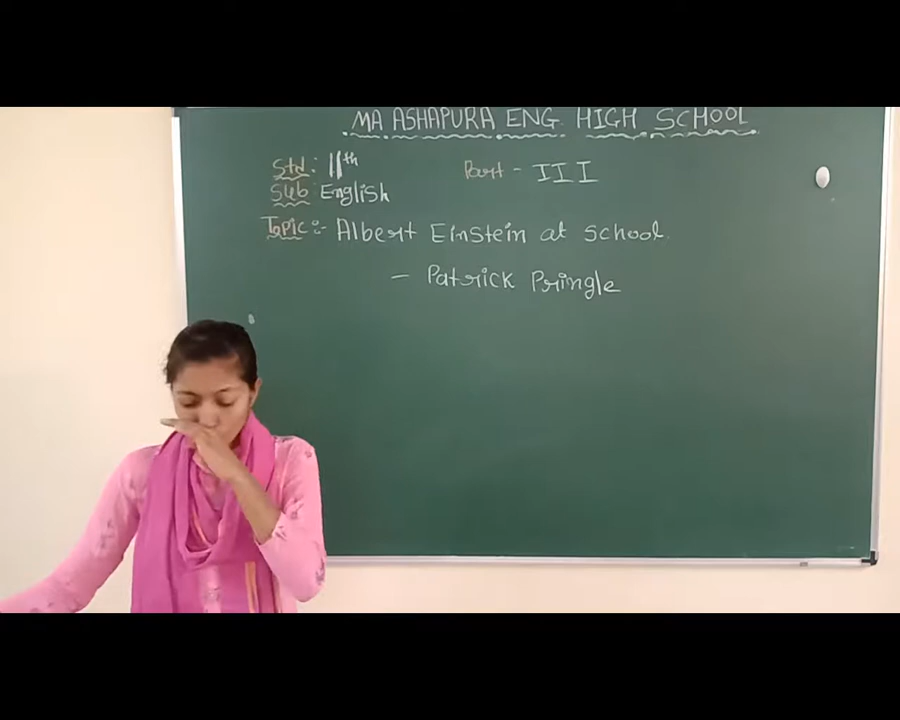 MA ASHAPURA ENG. HIGH SCHOOL
Std : 11th Part - III
Sub : English
Topic :- Albert Einstein at school.
- Patrick Pringle